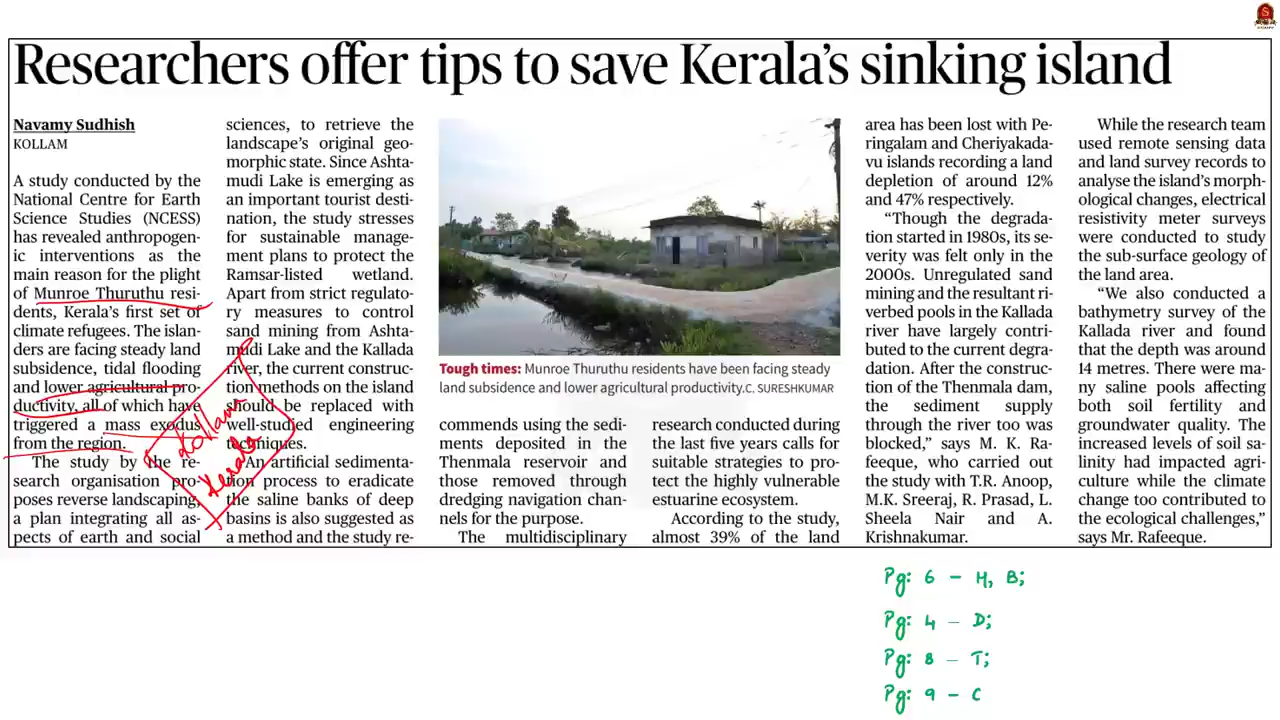 Researchers offer tips to save Kerala's sinking island
Navamy Sudhish
KOLLAM
A study conducted by the
National Centre for Earth
Science Studies (NCESS)
has revealed anthropogen-
ic interventions as the
main reason for the plight
of Munroe Thuruthu resi-
dents, Kerala's first set of
climate refugees. The islan-
ders are facing steady land
subsidence, tidal flooding
and lower agricultural pro-
ductivity, all of which have
triggered a mass exodus
from the region.
The study by the re-
search organisation pro-
poses reverse landscaping,
a plan integrating all as-
pects of earth and social
sciences, to retrieve the
landscape's original geo-
morphic state. Since Ashta-
mudi Lake is emerging as
an important tourist desti-
nation, the study stresses
for sustainable manage-
ment plans to protect the
Ramsar-listed wetland.
Apart from strict regulato-
ry measures to control
sand mining from Ashta-
mudi Lake and the Kallada
river, the current construc-
tion methods on the island
should be replaced with
well-studied engineering
techniques.
An artificial sedimenta-
tion process to eradicate
the saline banks of deep
basins is also suggested as
a method and the study re-
Kollam
Kerala
Tough times: Munroe Thuruthu residents have been facing steady
land subsidence and lower agricultural productivity.C. SURESHKUMAR
commends using the sedi-
ments deposited in the
Thenmala reservoir and
those removed through
dredging navigation chan-
nels for the purpose.
The multidisciplinary
research conducted during
the last five years calls for
suitable strategies to pro-
tect the highly vulnerable
estuarine ecosystem.
According to the study,
almost 39% of the land
area has been lost with Pe-
ringalam and Cheriyakada-
vu islands recording a land
depletion of around 12%
and 47% respectively.
"Though the degrada-
tion started in 1980s, its se-
verity was felt only in the
2000s. Unregulated sand
mining and the resultant ri-
verbed pools in the Kallada
river have largely contri-
buted to the current degra-
dation. After the construc-
tion of the Thenmala dam,
the sediment supply
through the river too was
blocked," says M. K. Ra-
feeque, who carried out
the study with T.R. Anoop,
M.K. Sreeraj, R. Prasad, L.
Sheela Nair and A.
Krishnakumar.
While the research team
used remote sensing data
and land survey records to
analyse the island's morph-
ological changes, electrical
resistivity meter surveys
were conducted to study
the sub-surface geology of
the land area.
"We also conducted a
bathymetry survey of the
Kallada river and found
that the depth was around
14 metres. There were ma-
ny saline pools affecting
both soil fertility and
groundwater quality. The
increased levels of soil sa-
linity had impacted agri-
culture while the climate
change too contributed to
the ecological challenges,"
says Mr. Rafeeque.
Pg: 6 – H, B;
Pg: 4 – D;
Pg: 8 – T;
Pg: 9 – C